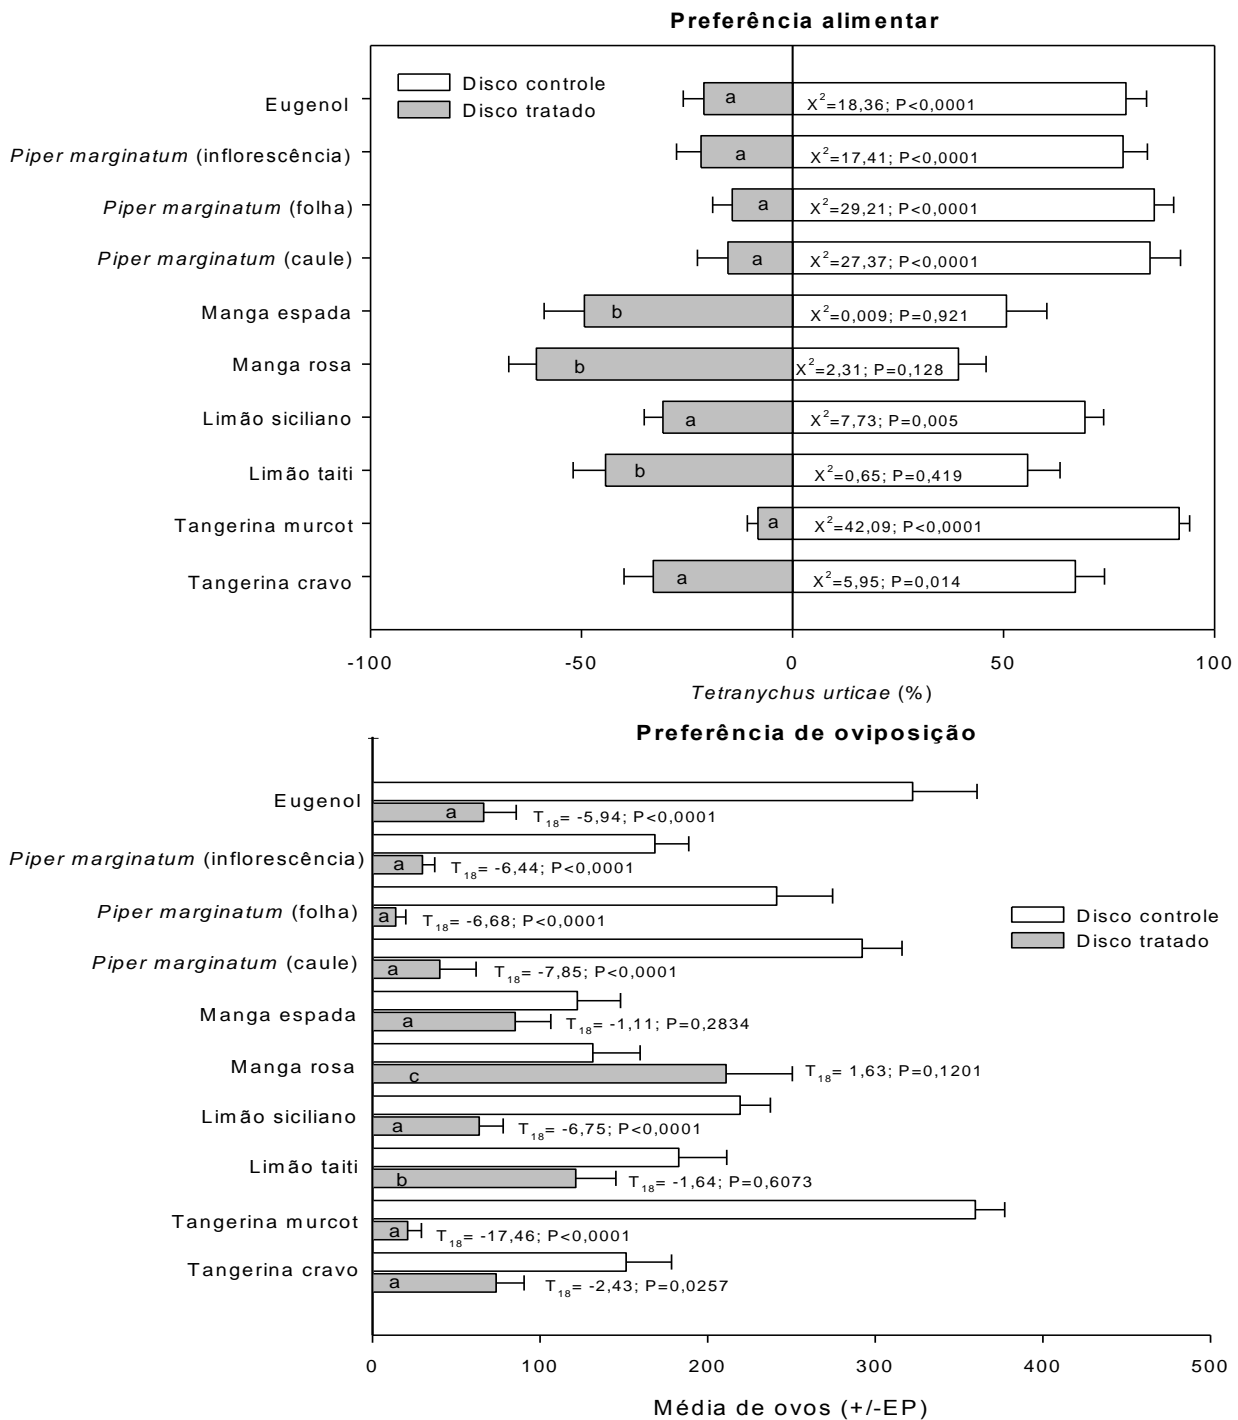 Preferência alimentar
Disco controle
Disco tratado
Eugenol
a
X²=18,36; P<0,0001
Piper marginatum (inflorescência)
a
X²=17,41; P<0,0001
Piper marginatum (folha)
a
X²=29,21; P<0,0001
Piper marginatum (caule)
a
X²=27,37; P<0,0001
Manga espada
b
X²=0,009; P=0,921
Manga rosa
b
X²=2,31; P=0,128
Limão siciliano
a
X²=7,73; P=0,005
Limão taiti
b
X²=0,65; P=0,419
Tangerina murcot
a
X²=42,09; P<0,0001
Tangerina cravo
a
X²=5,95; P=0,014
-100 -50 0 50 100
Tetranychus urticae (%)
Preferência de oviposição
Eugenol
a
T₁₈= -5,94; P<0,0001
Piper marginatum (inflorescência)
a
T₁₈= -6,44; P<0,0001
Piper marginatum (folha)
a
T₁₈= -6,68; P<0,0001
Disco controle
Disco tratado
Piper marginatum (caule)
a
T₁₈= -7,85; P<0,0001
Manga espada
a
T₁₈= -1,11; P=0,2834
Manga rosa
c
T₁₈= 1,63; P=0,1201
Limão siciliano
a
T₁₈= -6,75; P<0,0001
Limão taiti
b
T₁₈= -1,64; P=0,6073
Tangerina murcot
a
T₁₈= -17,46; P<0,0001
Tangerina cravo
a
T₁₈= -2,43; P=0,0257
0 100 200 300 400 500
Média de ovos (+/-EP)